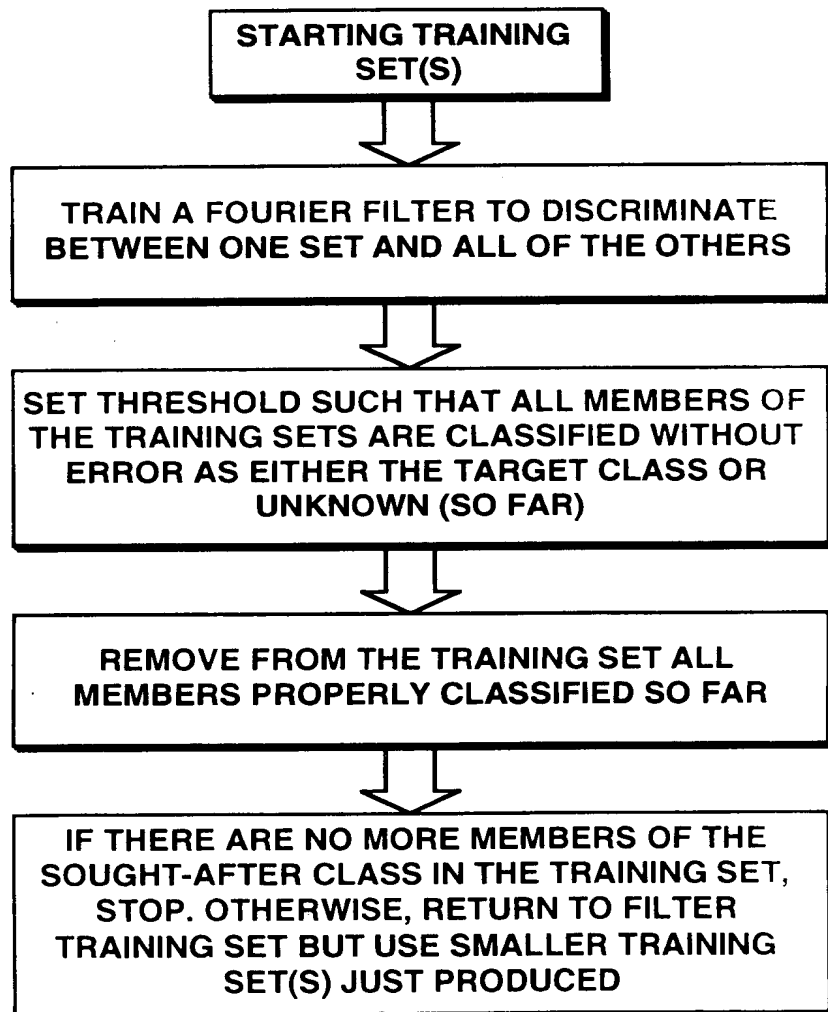 STARTING TRAINING
SET(S)
TRAIN A FOURIER FILTER TO DISCRIMINATE
BETWEEN ONE SET AND ALL OF THE OTHERS
SET THRESHOLD SUCH THAT ALL MEMBERS OF
THE TRAINING SETS ARE CLASSIFIED WITHOUT
ERROR AS EITHER THE TARGET CLASS OR
UNKNOWN (SO FAR)
REMOVE FROM THE TRAINING SET ALL
MEMBERS PROPERLY CLASSIFIED SO FAR
IF THERE ARE NO MORE MEMBERS OF THE
SOUGHT-AFTER CLASS IN THE TRAINING SET,
STOP. OTHERWISE, RETURN TO FILTER
TRAINING SET BUT USE SMALLER TRAINING
SET(S) JUST PRODUCED